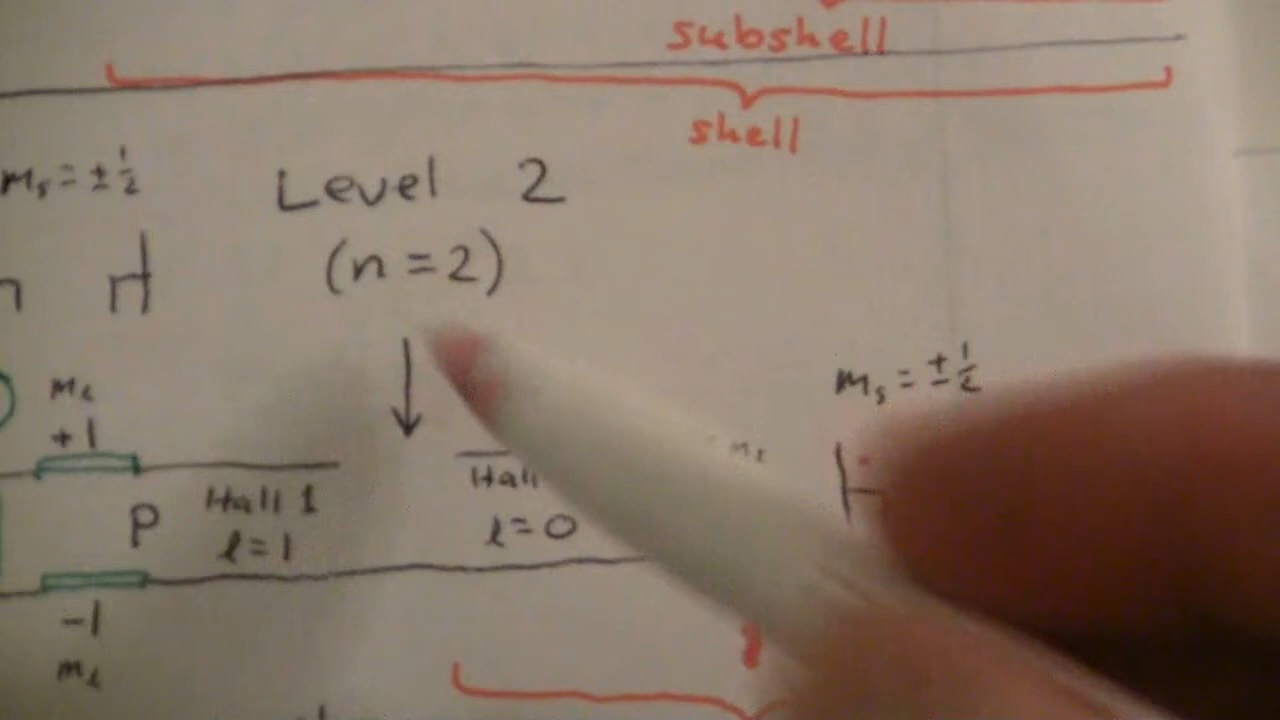 subshell
shell
mₛ = ± 1/2
Level 2
(n = 2)
mₛ = ± 1/2
mₗ
+1
Hall 1
P
l = 1
l = 0
-1
mₗ